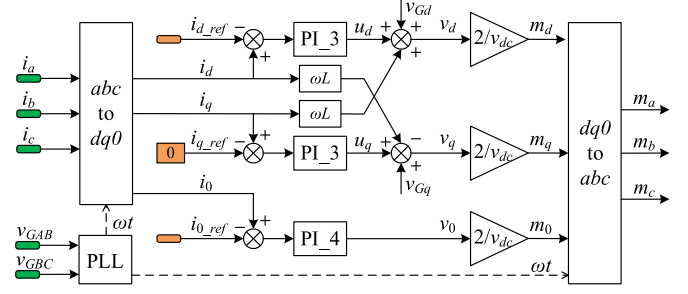 v_Gd
i_d_ref − + PI_3 u_d + + + v_d 2/v_dc m_d
i_a
i_b
i_c
abc
to
dq0
i_d ωL
i_q ωL
0 i_q_ref − + PI_3 u_q + − + v_q 2/v_dc m_q
v_Gq
i_0
i_0_ref − + PI_4 v_0 2/v_dc m_0
dq0
to
abc
m_a
m_b
m_c
v_GAB
v_GBC
PLL
ωt
ωt